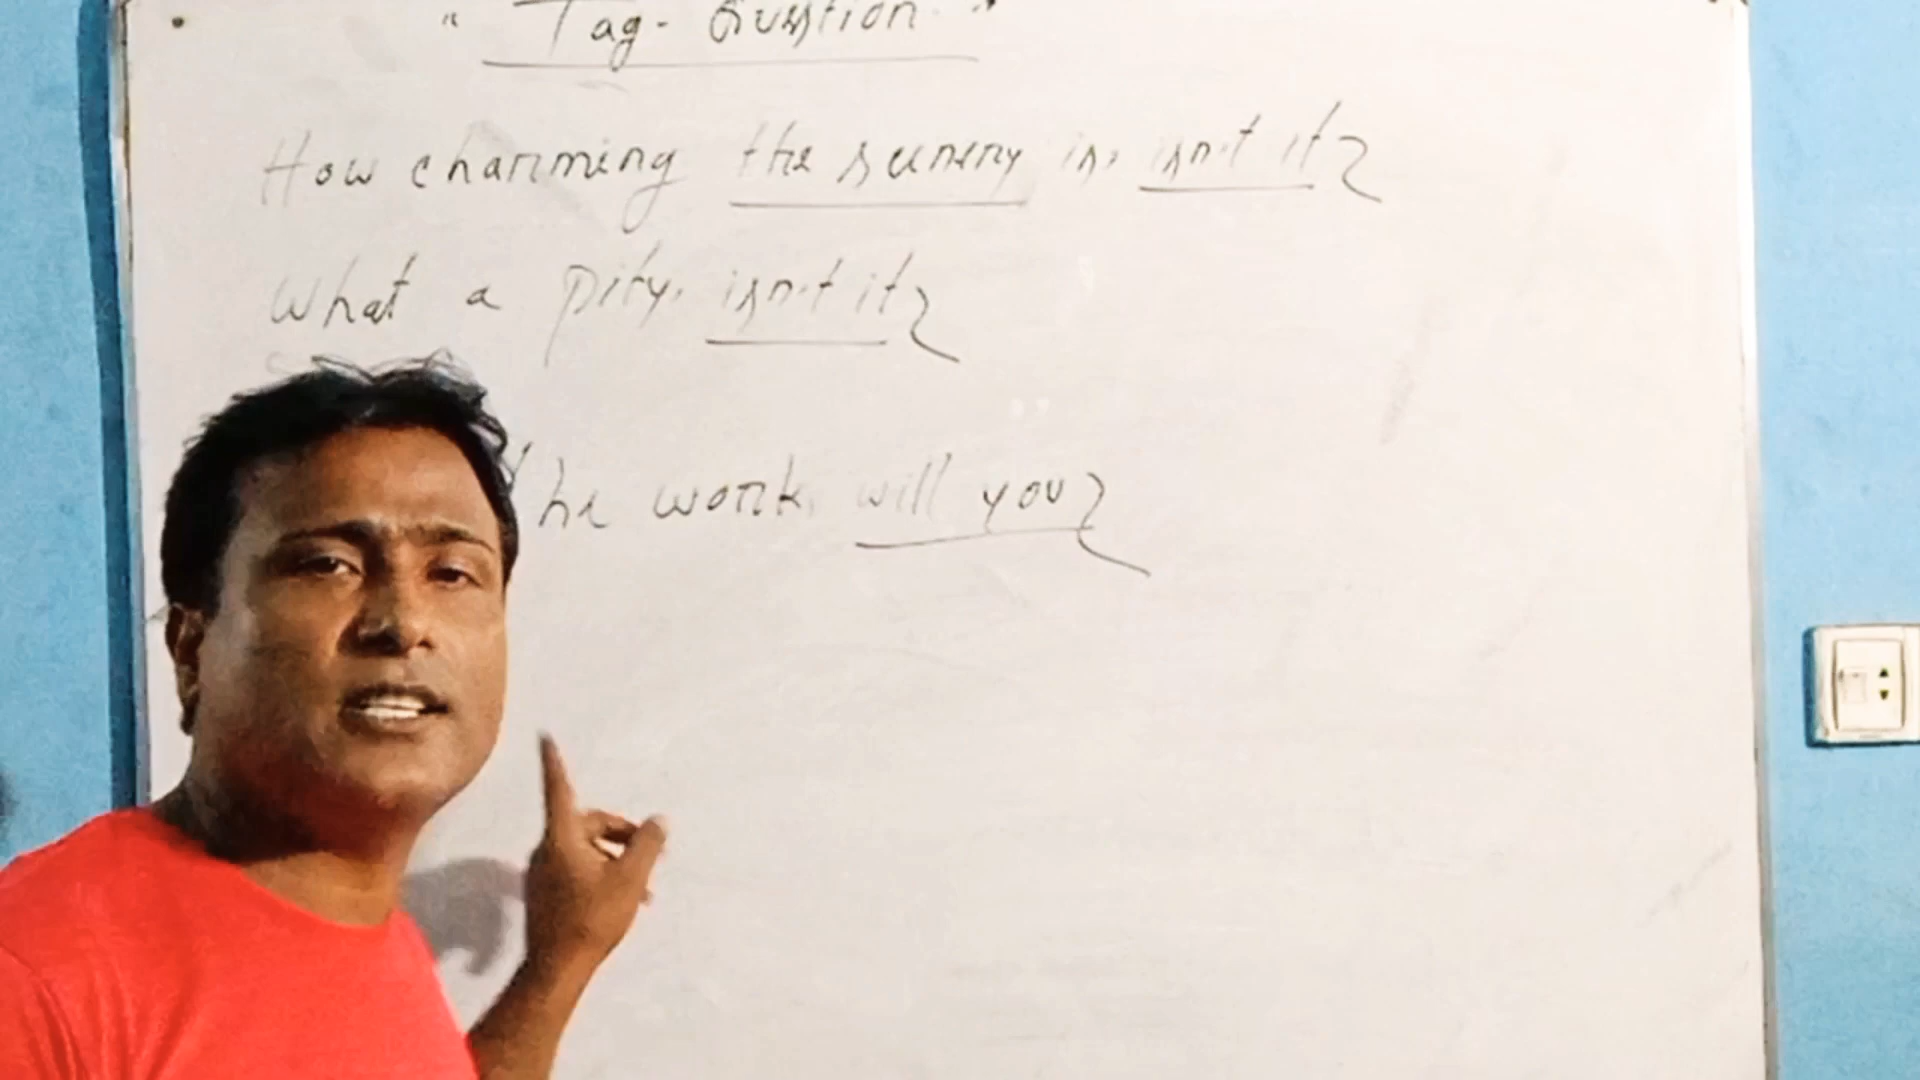 " Tag- Question. "
How charming the scenery is, isn't it?
What a pity, isn't it?
the work, will you?